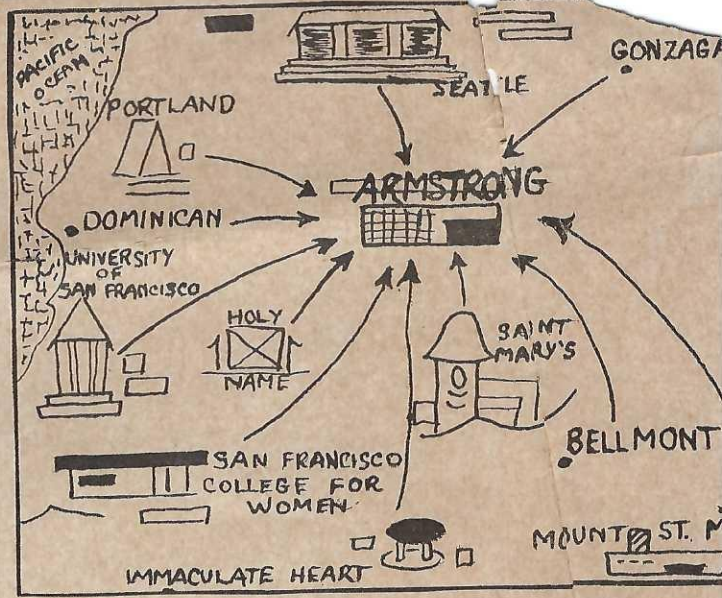 PACIFIC
OCEAN
SEATTLE
GONZAGA
PORTLAND
ARMSTRONG
DOMINICAN
UNIVERSITY
OF
SAN FRANCISCO
HOLY
NAME
SAINT
MARY'S
BELLMONT
SAN FRANCISCO
COLLEGE FOR
WOMEN
MOUNT ST. M
IMMACULATE HEART